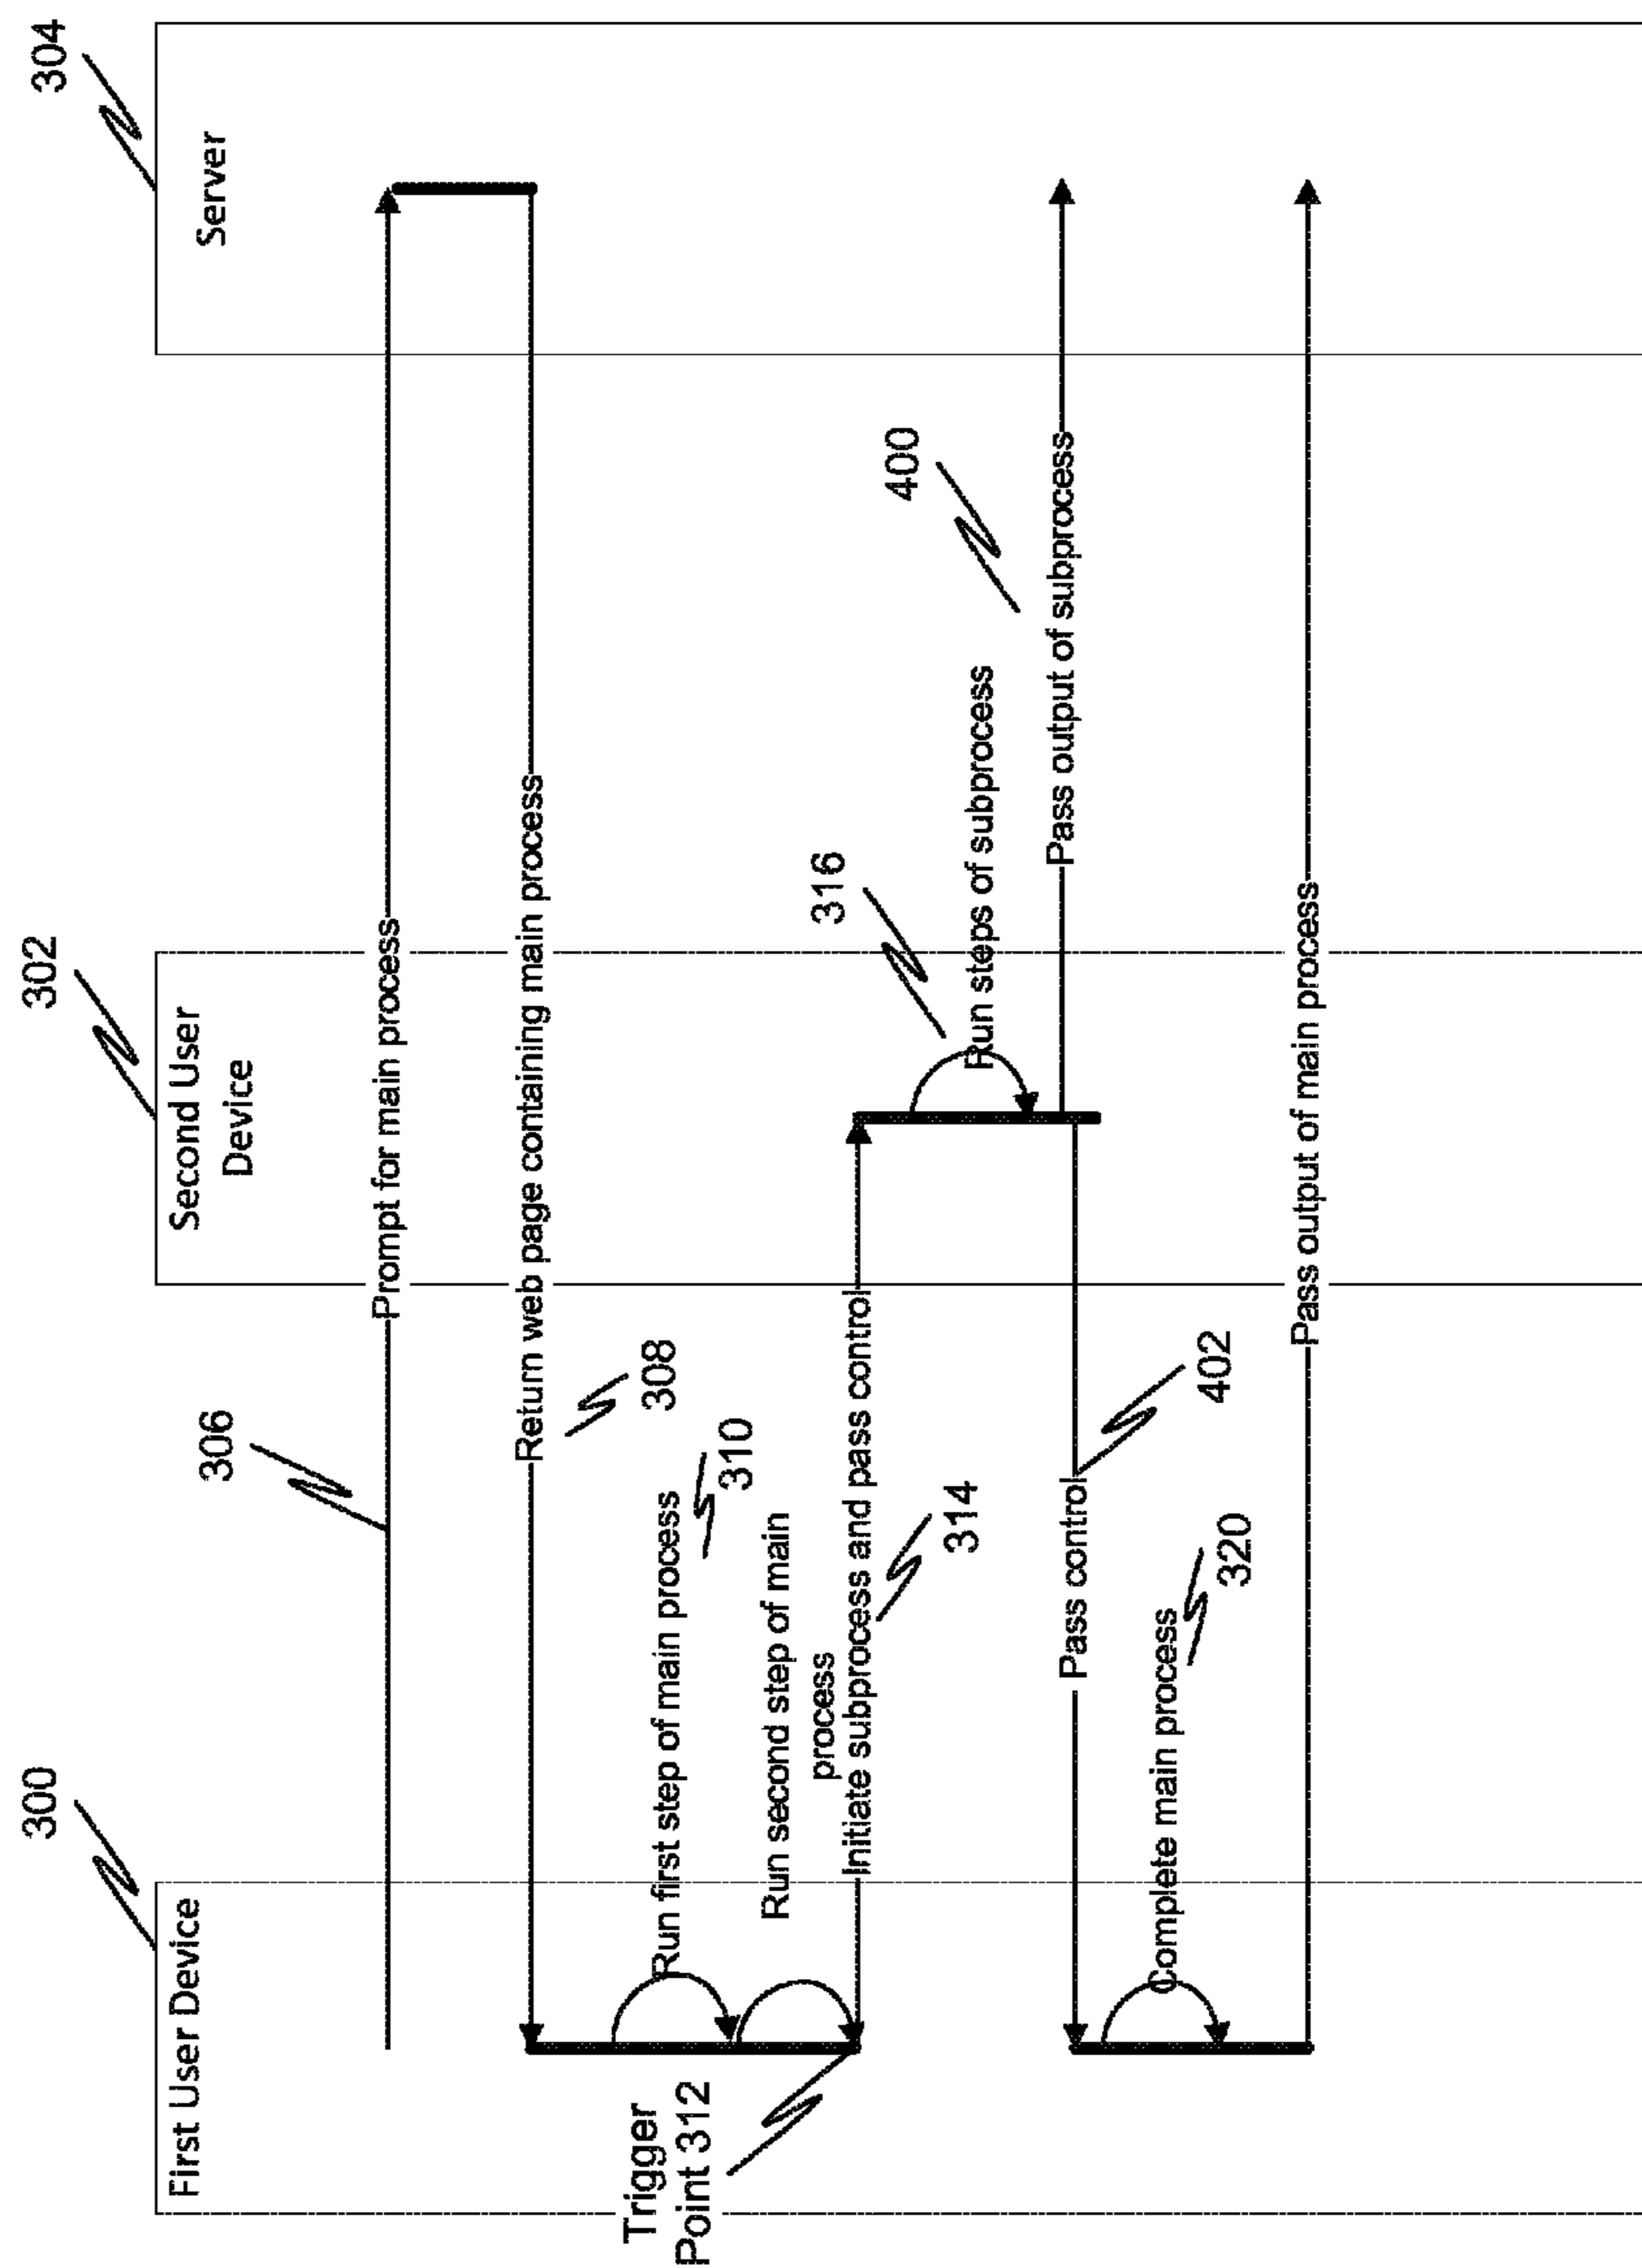 300
302
304
First User Device
Second User
Device
Server
306
Prompt for main process
Return web page containing main process
308
Run first step of main process
310
Trigger
Point 312
Run second step of main
process
Initiate subprocess and pass control
314
316
Run steps of subprocess
400
Pass output of subprocess
Pass control
402
Complete main process
320
Pass output of main process